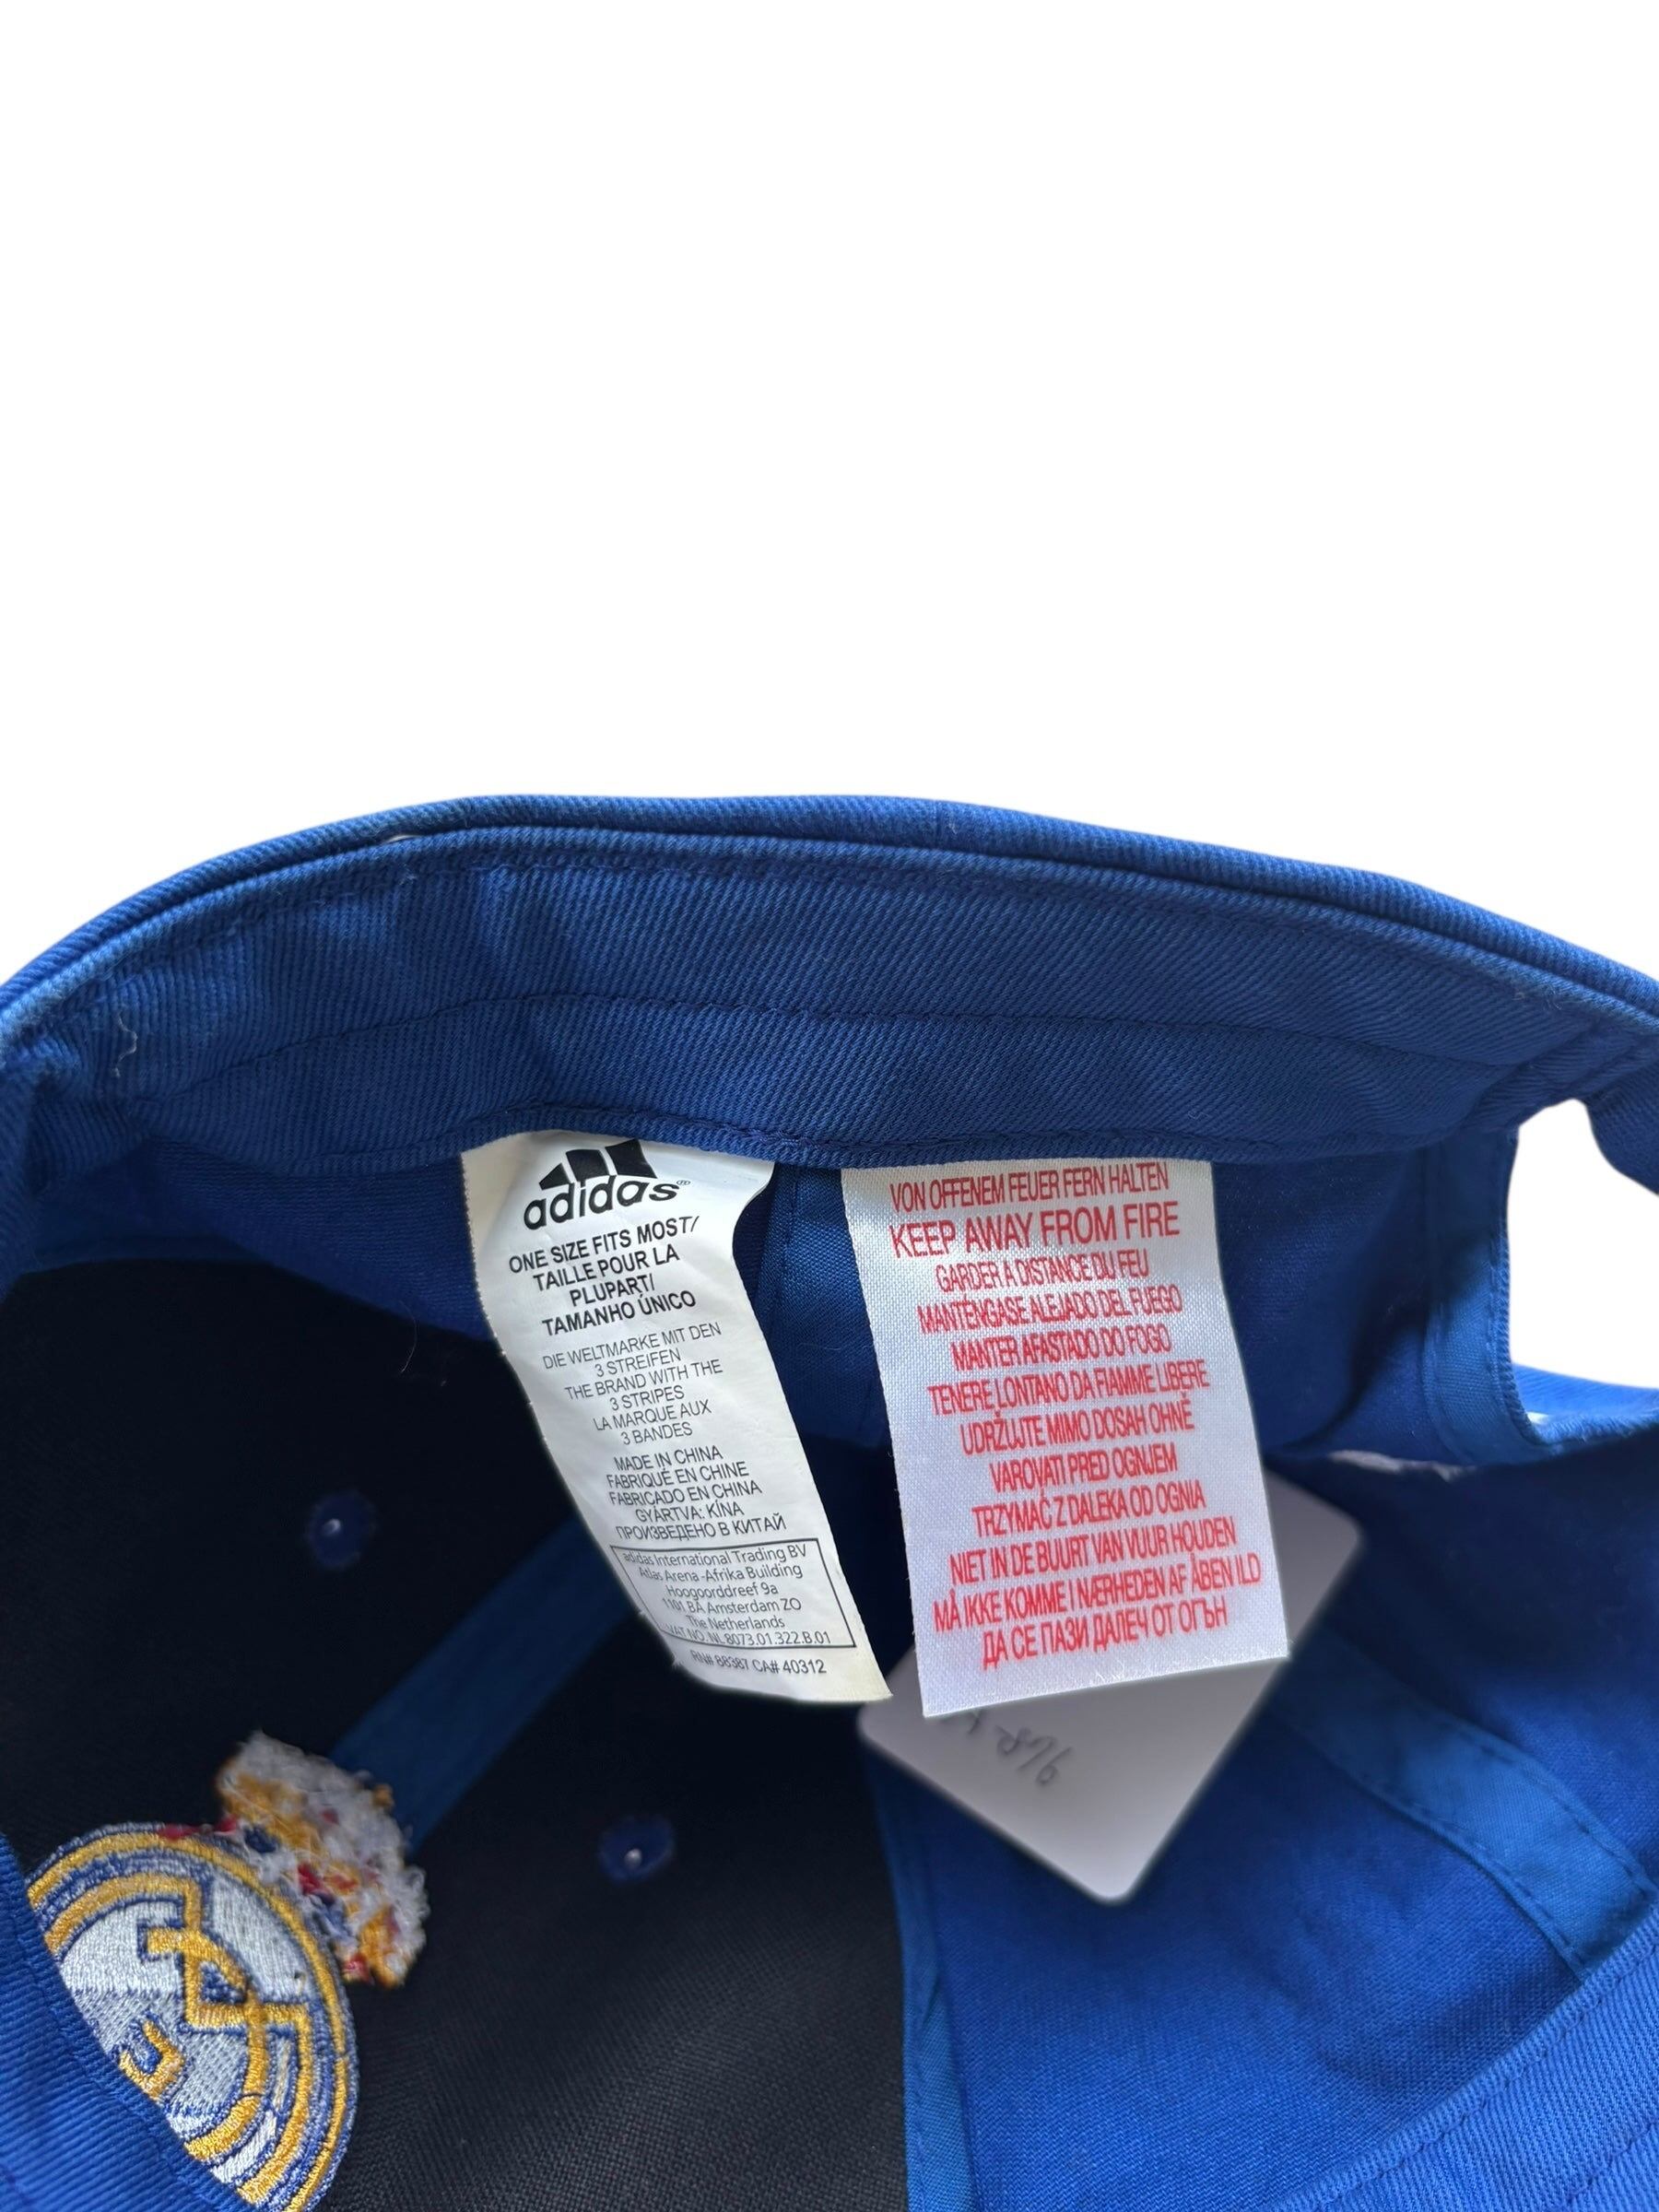 adidas®
ONE SIZE FITS MOST/
TAILLE POUR LA
PLUPART/
TAMANHO ÚNICO
DIE WELTMARKE MIT DEN
3 STREIFEN
THE BRAND WITH THE
3 STRIPES
LA MARQUE AUX
3 BANDES
MADE IN CHINA
FABRIQUÉ EN CHINE
FABRICADO EN CHINA
GYÁRTVA: KÍNA
ПРОИЗВЕДЕНО В КИТАЙ
adidas International Trading BV
Atlas Arena-Afrika Building
Hoogoorddreef 9a
1101 BA Amsterdam ZO
The Netherlands
VAT NO.: NL 8073.01.322.B.01
RN# 88387 CA# 40312
VON OFFENEM FEUER FERN HALTEN
KEEP AWAY FROM FIRE
GARDER A DISTANCE DU FEU
MANTÉNGASE ALEJADO DEL FUEGO
MANTER AFASTADO DO FOGO
TENERE LONTANO DA FIAMME LIBERE
UDRŽUJTE MIMO DOSAH OHNĚ
VAROVATI PRED OGNJEM
TRZYMAĆ Z DALEKA OD OGNIA
NIET IN DE BUURT VAN VUUR HOUDEN
MÅ IKKE KOMME I NÆRHEDEN AF ÅBEN ILD
ДА СЕ ПАЗИ ДАЛЕЧ ОТ ОГЪН